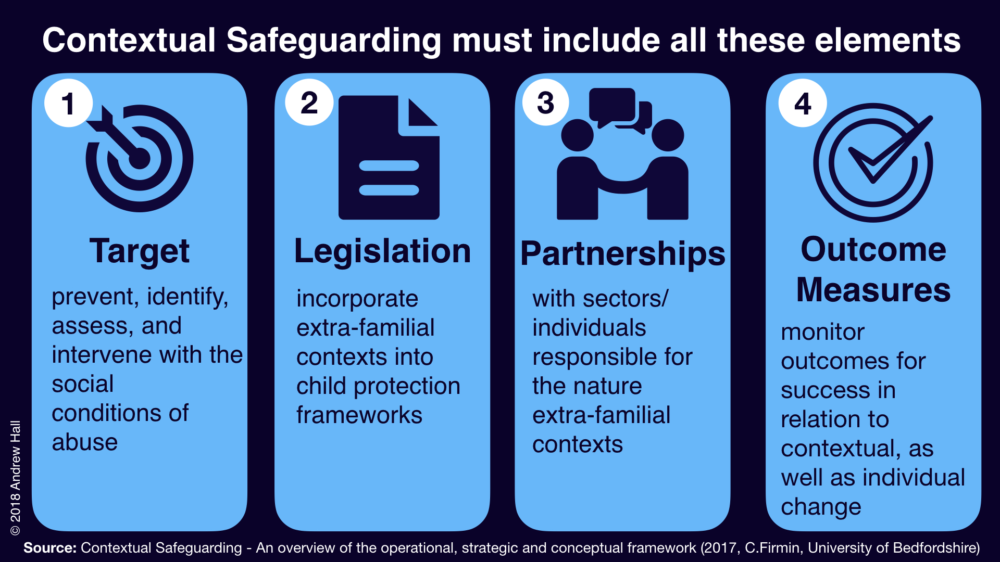 Contextual Safeguarding must include all these elements
1
Target
prevent, identify,
assess, and
intervene with the
social
conditions of
abuse
2
Legislation
incorporate
extra-familial
contexts into
child protection
frameworks
3
Partnerships
with sectors/
individuals
responsible for
the nature
extra-familial
contexts
4
Outcome
Measures
monitor
outcomes for
success in
relation to
contextual, as
well as individual
change
© 2018 Andrew Hall
Source: Contextual Safeguarding - An overview of the operational, strategic and conceptual framework (2017, C.Firmin, University of Bedfordshire)